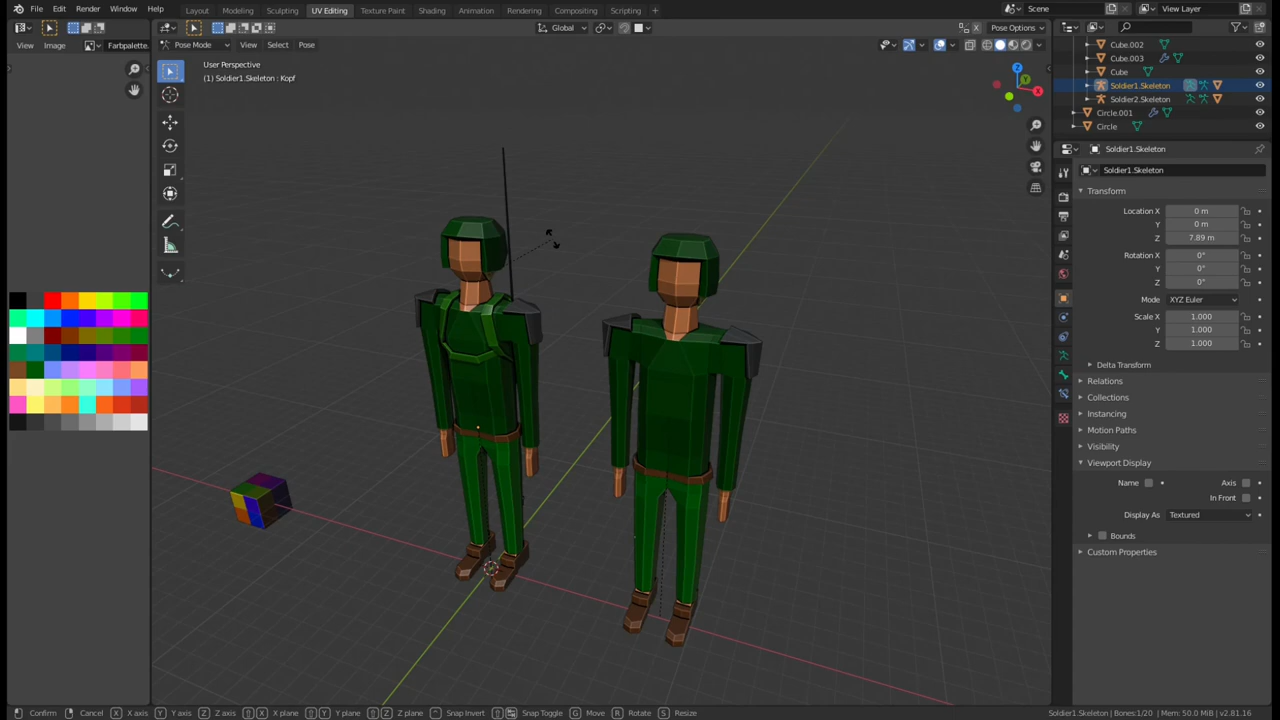 File Edit Render Window Help
Layout Modeling Sculpting UV Editing Texture Paint Shading Animation Rendering Compositing Scripting +
Scene
View Layer
View Image Farbpalette.
Pose Mode View Select Pose
Global
Pose Options
User Perspective
(1) Soldier1.Skeleton : Kopf
Z
Y
X
Cube.002
Cube.003
Cube
Soldier1.Skeleton
Soldier2.Skeleton
Circle.001
Circle
Soldier1.Skeleton
Soldier1.Skeleton
Transform
Location X 0 m
Y 0 m
Z 7.89 m
Rotation X 0°
Y 0°
Z 0°
Mode XYZ Euler
Scale X 1.000
Y 1.000
Z 1.000
Delta Transform
Relations
Collections
Instancing
Motion Paths
Visibility
Viewport Display
Name Axis
In Front
Display As Textured
Bounds
Custom Properties
Confirm Cancel X X axis Y Y axis Z Z axis X X plane Y Y plane Z Z plane Snap Invert Snap Toggle G Move R Rotate S Resize
Soldier1.Skeleton | Bones:1/20 | Mem: 50.0 MiB | v2.81.16